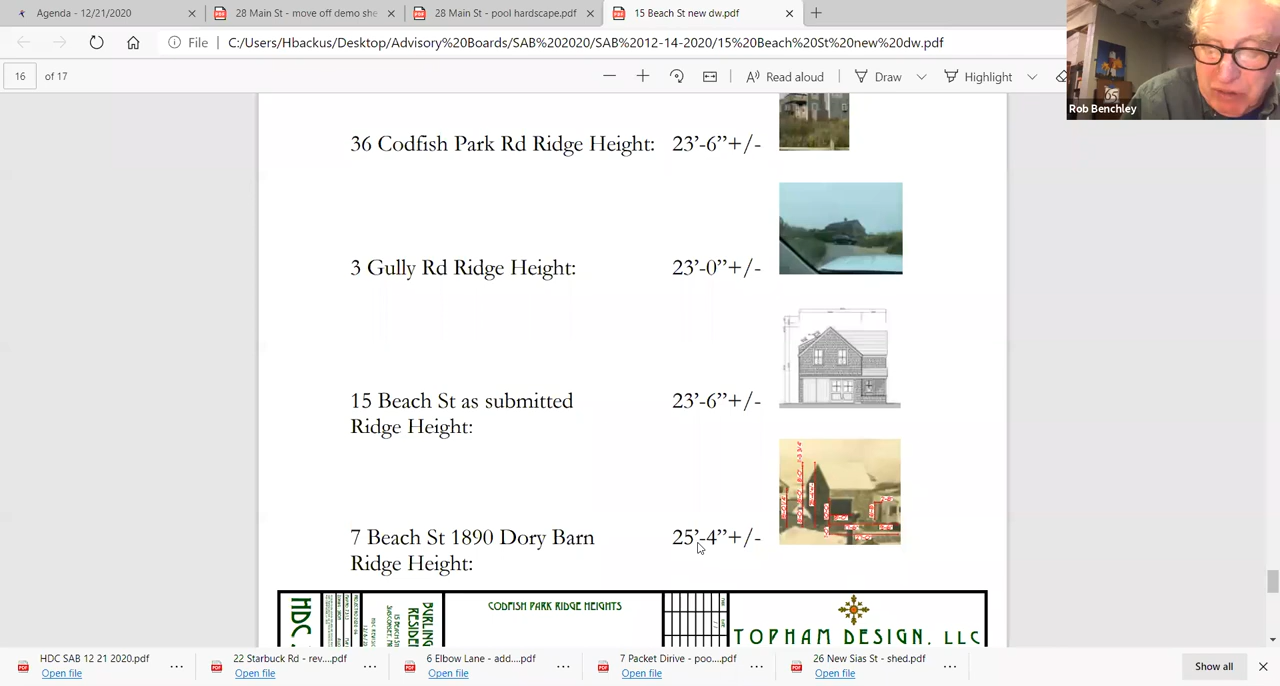 Agenda - 12/21/2020
28 Main St - move off demo she
28 Main St - pool hardscape.pdf
15 Beach St new dw.pdf
File
C:/Users/Hbackus/Desktop/Advisory%20Boards/SAB%202020/SAB%2012-14-2020/15%20Beach%20St%20new%20dw.pdf
16 of 17
Read aloud
Draw
Highlight
Rob Benchley
36 Codfish Park Rd Ridge Height: 23’-6”+/-
3 Gully Rd Ridge Height: 23’-0”+/-
15 Beach St as submitted 23’-6”+/-
Ridge Height:
7 Beach St 1890 Dory Barn 25’-4”+/-
Ridge Height:
HDC
CODFISH PARK RIDGE HEIGHTS
TOPHAM DESIGN, LLC
HDC SAB 12 21 2020.pdf
Open file
22 Starbuck Rd - rev....pdf
Open file
6 Elbow Lane - add....pdf
Open file
7 Packet Drive - poo....pdf
Open file
26 New Sias St - shed.pdf
Open file
Show all